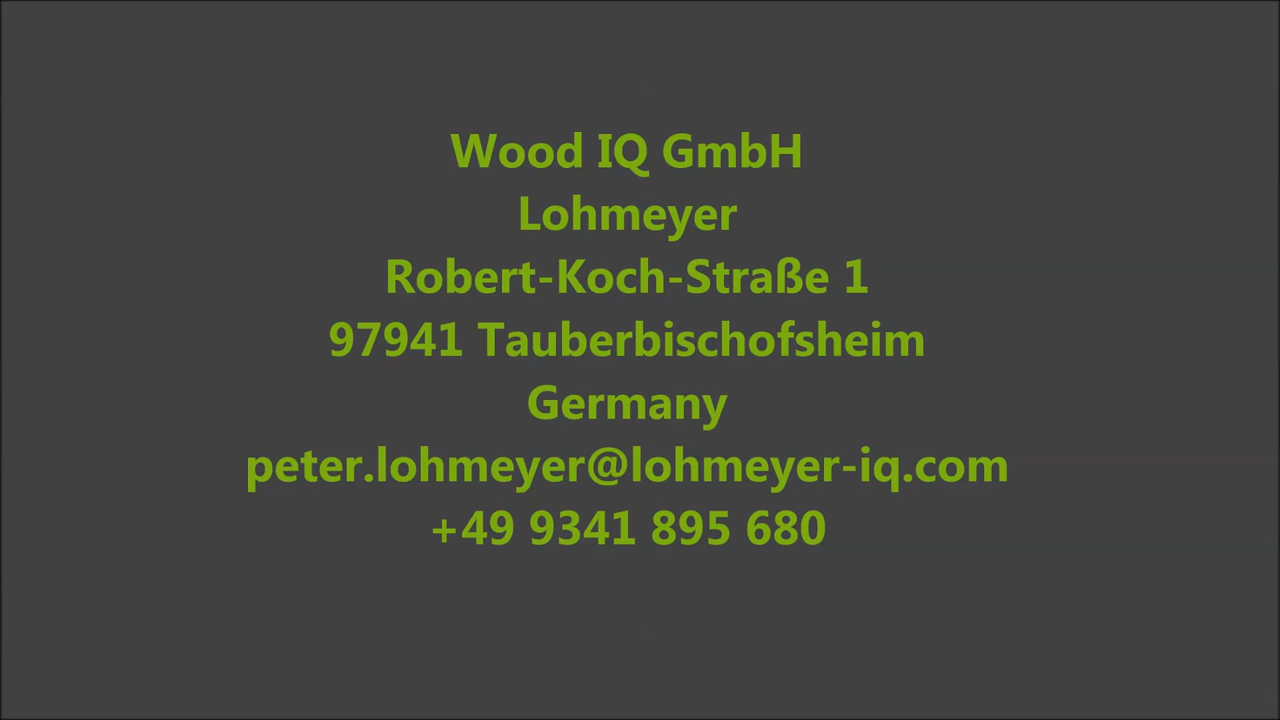 Wood IQ GmbH
Lohmeyer
Robert-Koch-Straße 1
97941 Tauberbischofsheim
Germany
peter.lohmeyer@lohmeyer-iq.com
+49 9341 895 680